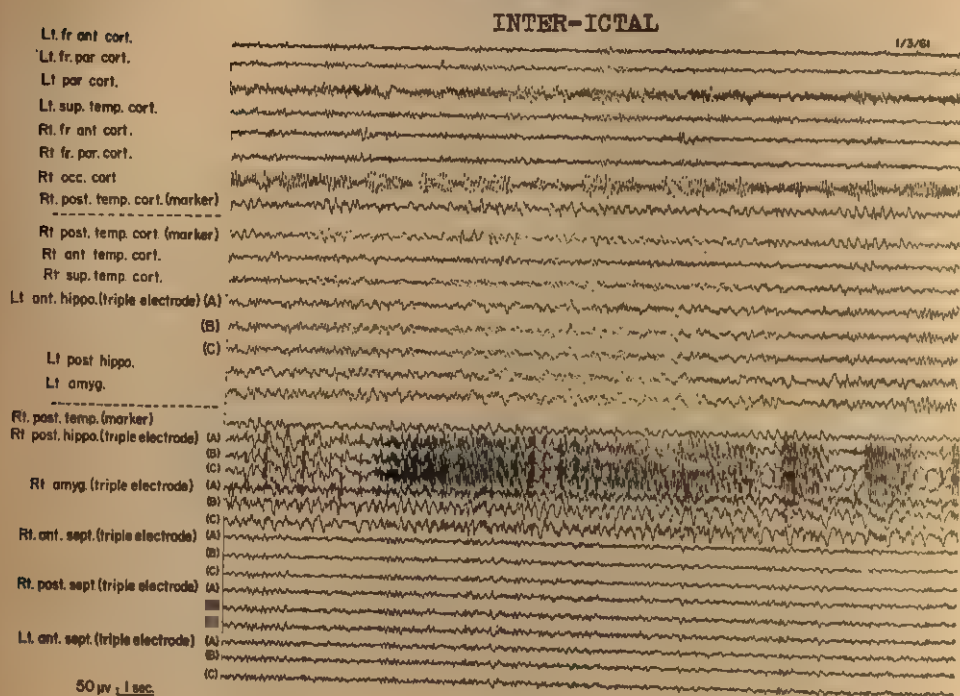 INTER-ICTAL
1/3/61
Lt. fr ant cort.
Lt. fr. par cort.
Lt par cort.
Lt. sup. temp. cort.
Rt. fr ant cort.
Rt fr. par. cort.
Rt occ. cort
Rt. post. temp. cort. (marker)
Rt post. temp. cort. (marker)
Rt ant temp. cort.
Rt sup. temp. cort.
Lt ant. hippo. (triple electrode) (A)
(B)
(C)
Lt post hippo.
Lt amyg.
Rt. post. temp. (marker)
Rt post. hippo. (triple electrode) (A)
(B)
(C)
Rt amyg. (triple electrode) (A)
(B)
(C)
Rt. ant. sept. (triple electrode) (A)
(B)
(C)
Rt. post. sept (triple electrode) (A)
Lt. ant. sept. (triple electrode) (A)
(B)
(C)
50 μv 1 sec.